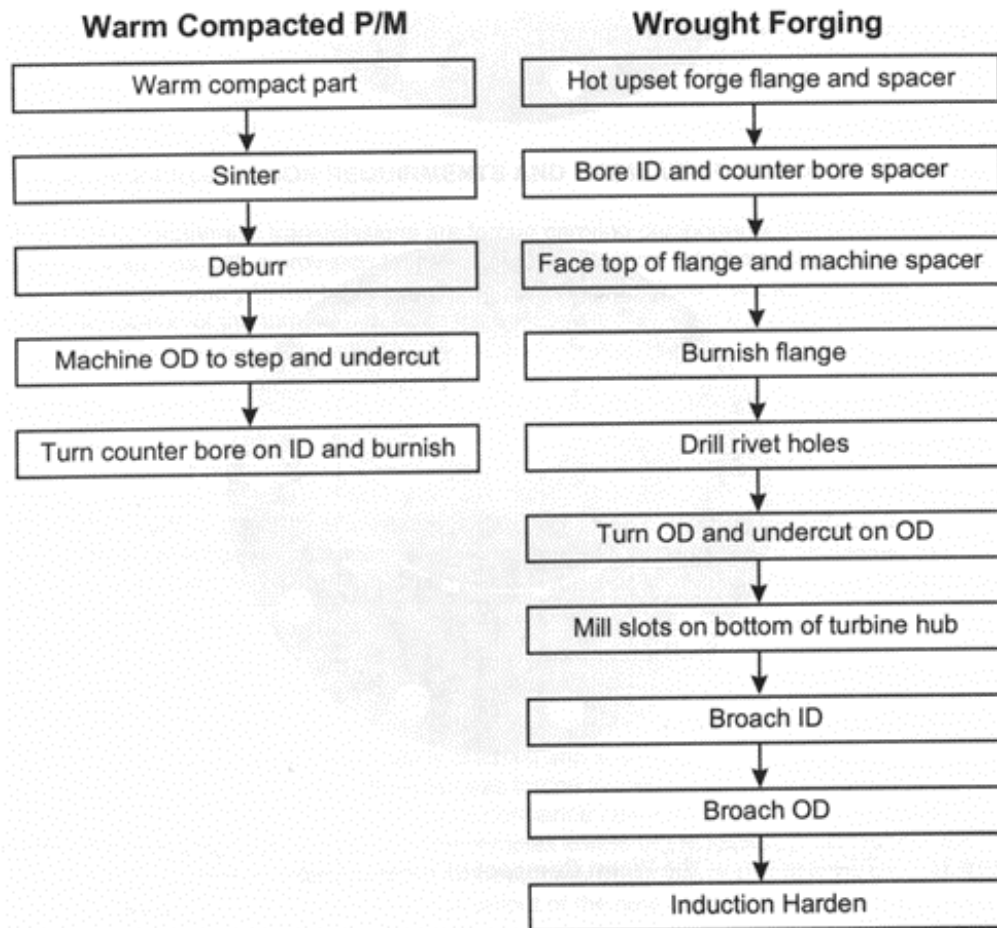 Warm Compacted P/M
Warm compact part
Sinter
Deburr
Machine OD to step and undercut
Turn counter bore on ID and burnish
Wrought Forging
Hot upset forge flange and spacer
Bore ID and counter bore spacer
Face top of flange and machine spacer
Burnish flange
Drill rivet holes
Turn OD and undercut on OD
Mill slots on bottom of turbine hub
Broach ID
Broach OD
Induction Harden